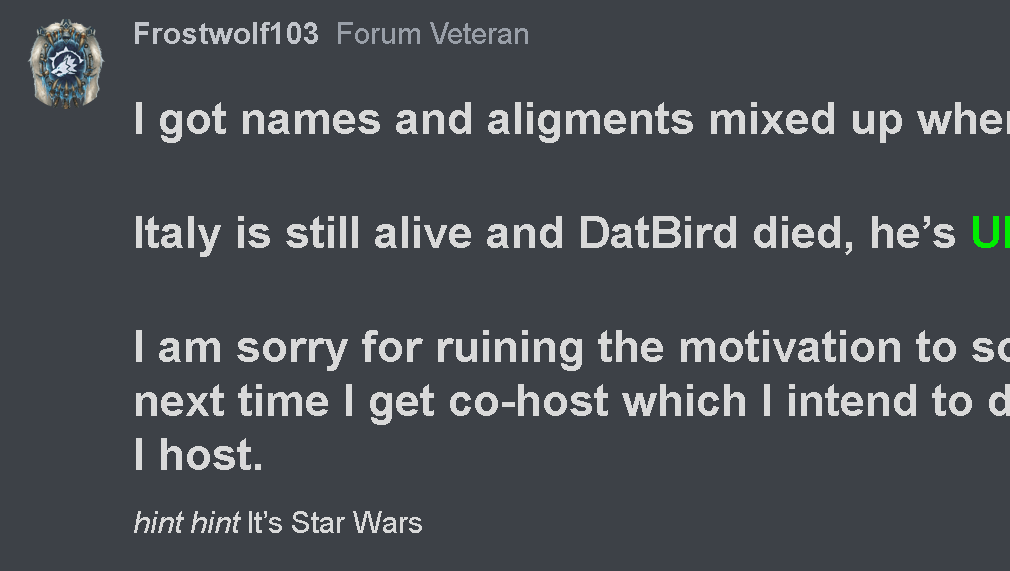 Frostwolf103 Forum Veteran
I got names and aligments mixed up
Italy is still alive and DatBird died, he’s
I am sorry for ruining the motivation to
next time I get co-host which I intend to
I host.
hint hint It’s Star Wars